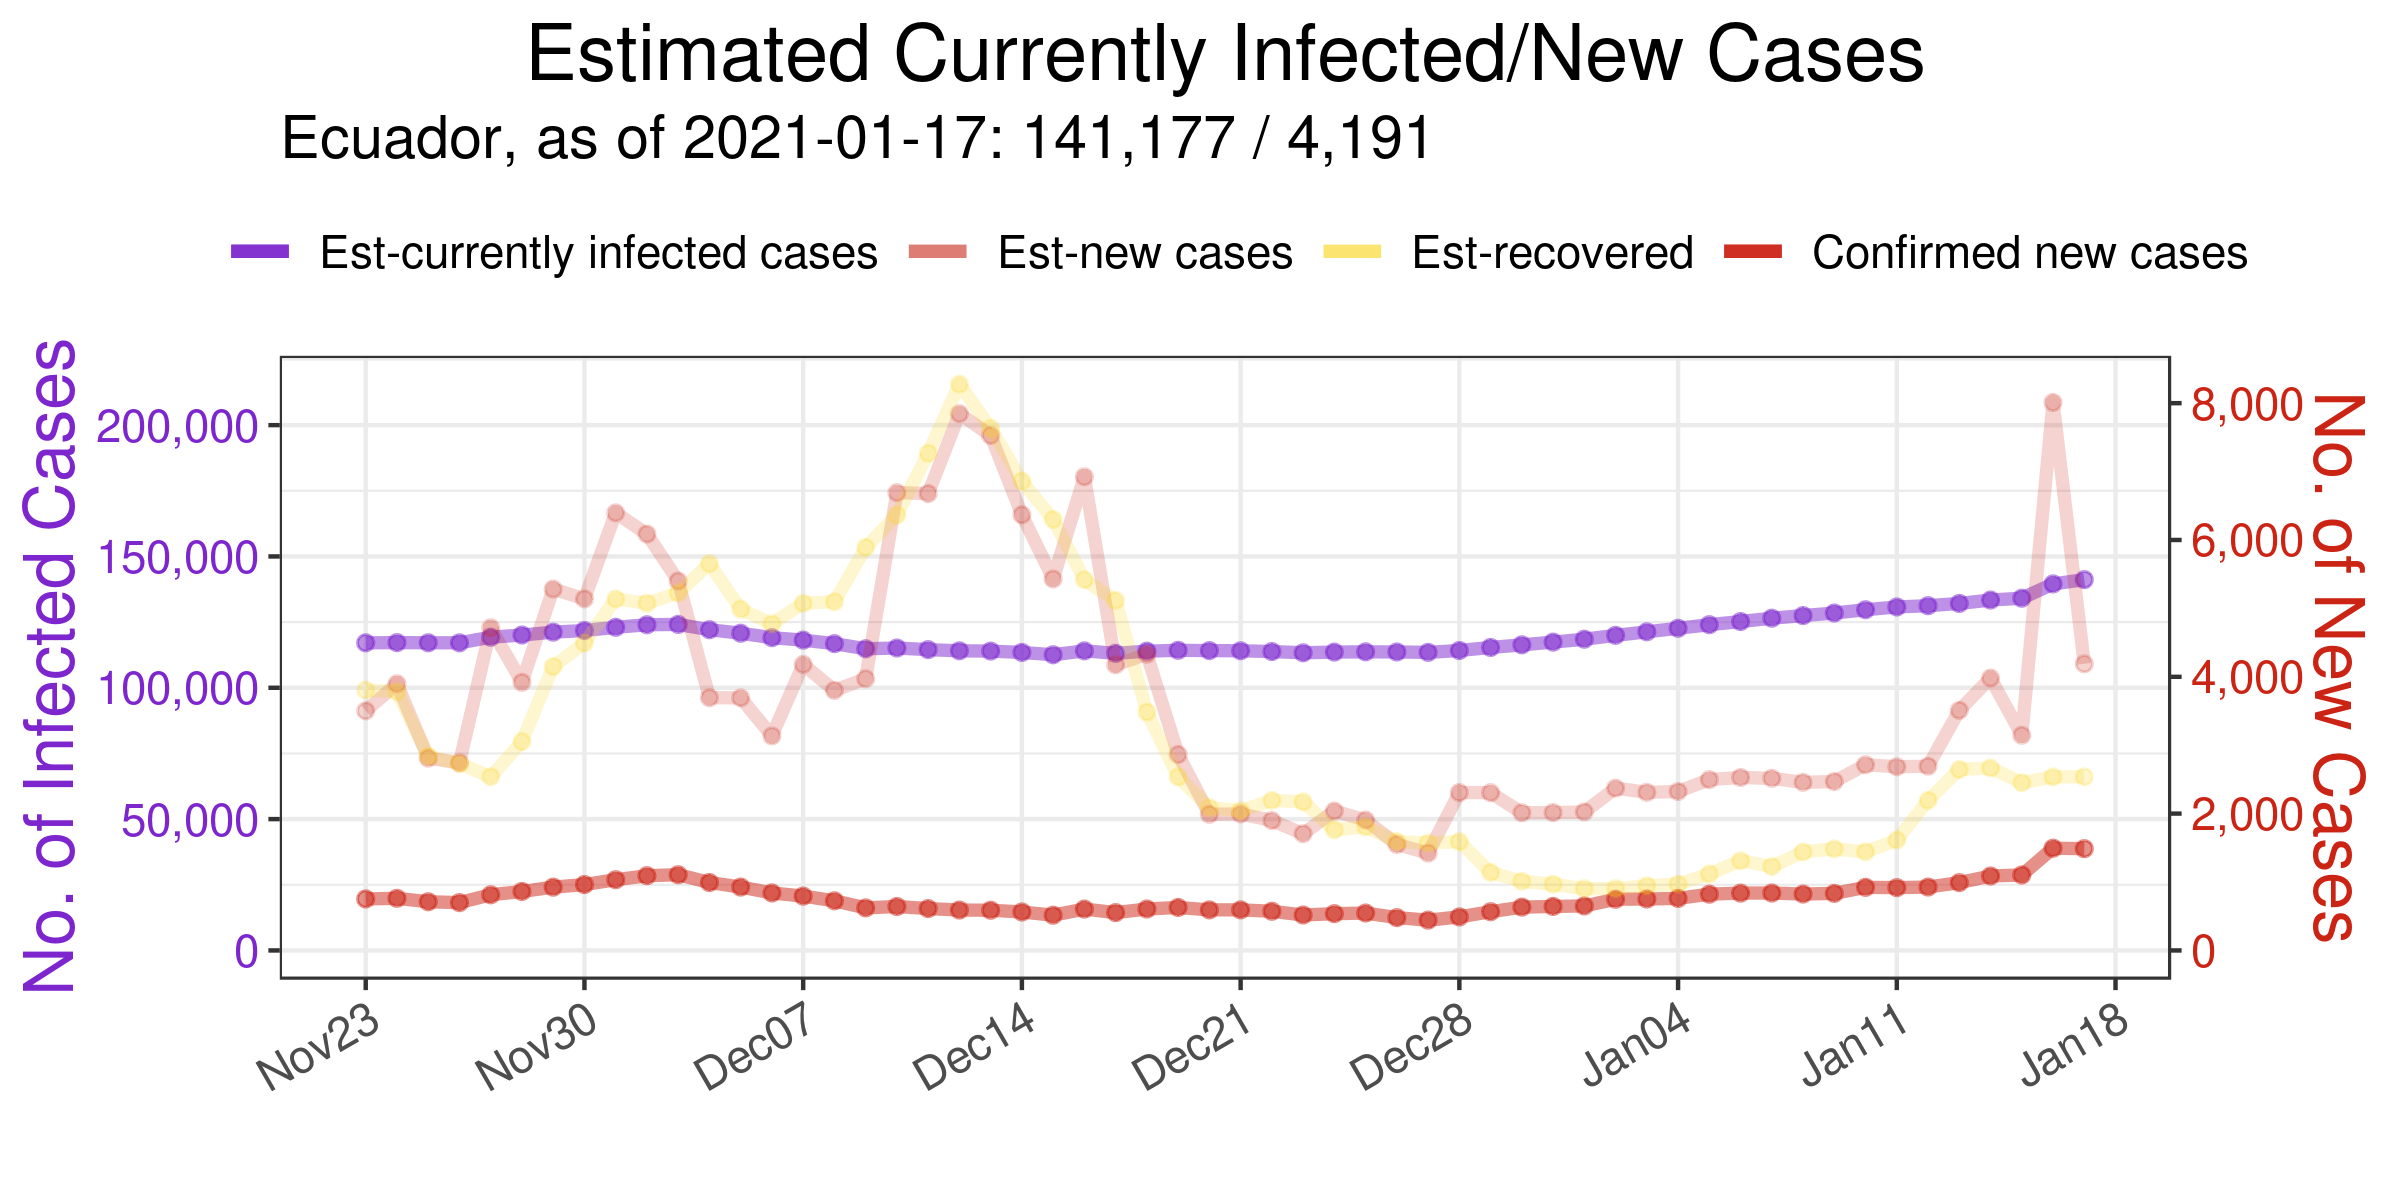 Estimated Currently Infected/New Cases
Ecuador, as of 2021-01-17: 141,177 / 4,191
Est-currently infected cases
Est-new cases
Est-recovered
Confirmed new cases
No. of Infected Cases
200,000
150,000
100,000
50,000
0
8,000
6,000
4,000
2,000
0
No. of New Cases
Nov23
Nov30
Dec07
Dec14
Dec21
Dec28
Jan04
Jan11
Jan18